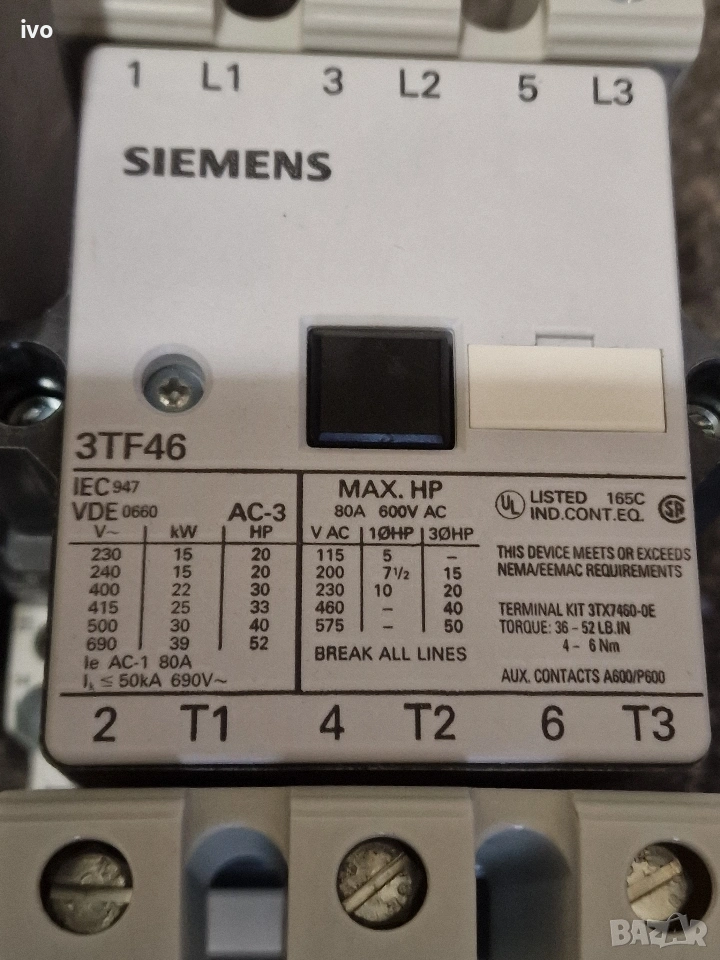 ivo
1 L1 3 L2 5 L3
SIEMENS
3TF46
IEC 947
VDE 0660 AC-3
V~ kW HP
230 15 20
240 15 20
400 22 30
415 25 33
500 30 40
690 39 52
Ie AC-1 80A
Ik ≤ 50kA 690V~
MAX. HP
80A 600V AC
V AC 1ØHP 3ØHP
115 5 –
200 7 1/2 15
230 10 20
460 – 40
575 – 50
BREAK ALL LINES
UL LISTED 165C
IND.CONT.EQ. SA
THIS DEVICE MEETS OR EXCEEDS
NEMA/EEMAC REQUIREMENTS
TERMINAL KIT 3TX7460-0E
TORQUE: 36 – 52 LB.IN
4 – 6 Nm
AUX. CONTACTS A600/P600
2 T1 4 T2 6 T3
BAZAR